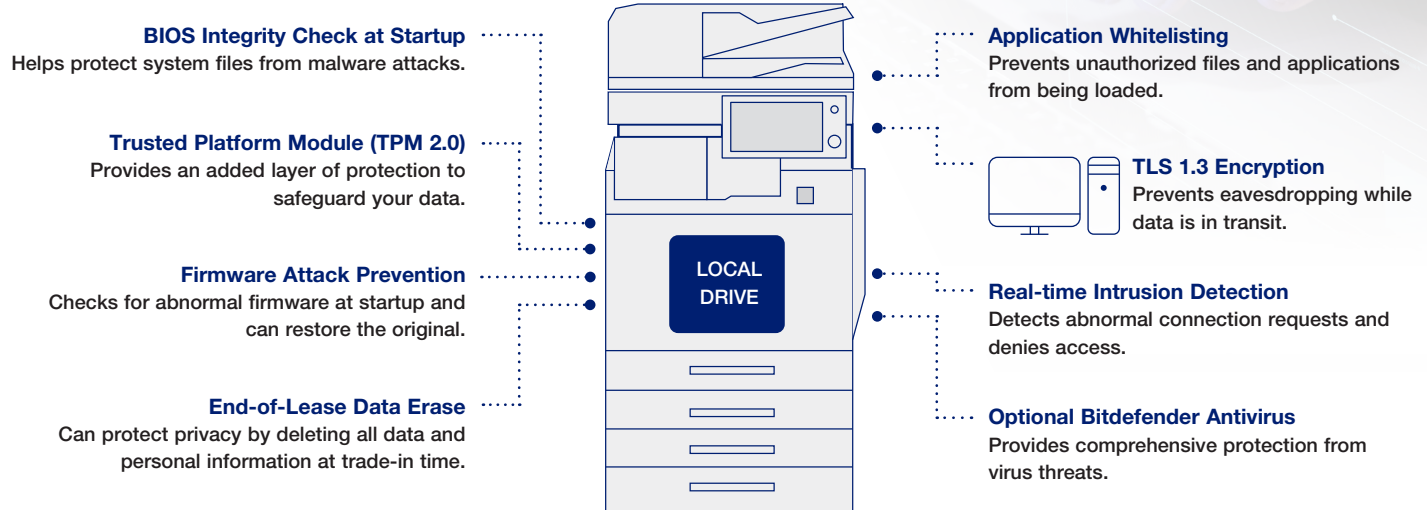 BIOS Integrity Check at Startup
Helps protect system files from malware attacks.
Trusted Platform Module (TPM 2.0)
Provides an added layer of protection to
safeguard your data.
Firmware Attack Prevention
Checks for abnormal firmware at startup and
can restore the original.
End-of-Lease Data Erase
Can protect privacy by deleting all data and
personal information at trade-in time.
LOCAL
DRIVE
Application Whitelisting
Prevents unauthorized files and applications
from being loaded.
TLS 1.3 Encryption
Prevents eavesdropping while
data is in transit.
Real-time Intrusion Detection
Detects abnormal connection requests and
denies access.
Optional Bitdefender Antivirus
Provides comprehensive protection from
virus threats.